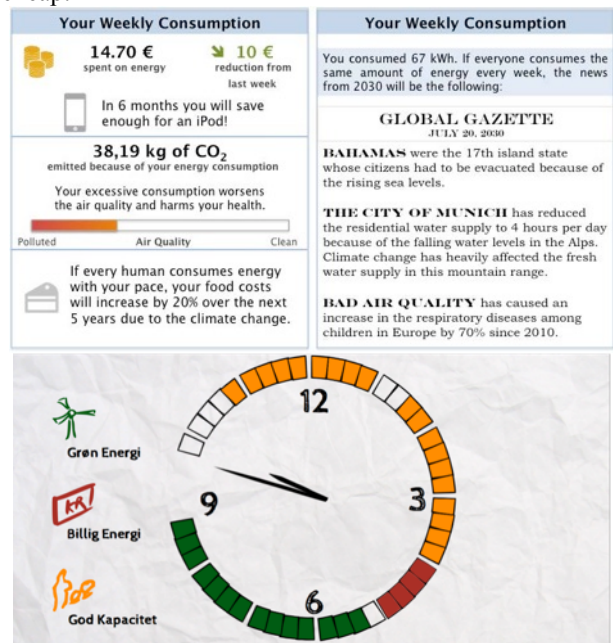 cheap.
Your Weekly Consumption
14.70 €
spent on energy
10 €
reduction from
last week
In 6 months you will save
enough for an iPod!
38,19 kg of CO2
emitted because of your energy consumption
Your excessive consumption worsens
the air quality and harms your health.
Polluted Air Quality Clean
If every human consumes energy
with your pace, your food costs
will increase by 20% over the next
5 years due to the climate change.
Your Weekly Consumption
You consumed 67 kWh. If everyone consumes the
same amount of energy every week, the news
from 2030 will be the following:
GLOBAL GAZETTE
JULY 20, 2030
BAHAMAS were the 17th island state
whose citizens had to be evacuated because of
the rising sea levels.
THE CITY OF MUNICH has reduced
the residential water supply to 4 hours per day
because of the falling water levels in the Alps.
Climate change has heavily affected the fresh
water supply in this mountain range.
BAD AIR QUALITY has caused an
increase in the respiratory diseases among
children in Europe by 70% since 2010.
Grøn Energi
KR
Billig Energi
God Kapacitet
12
3
6
9